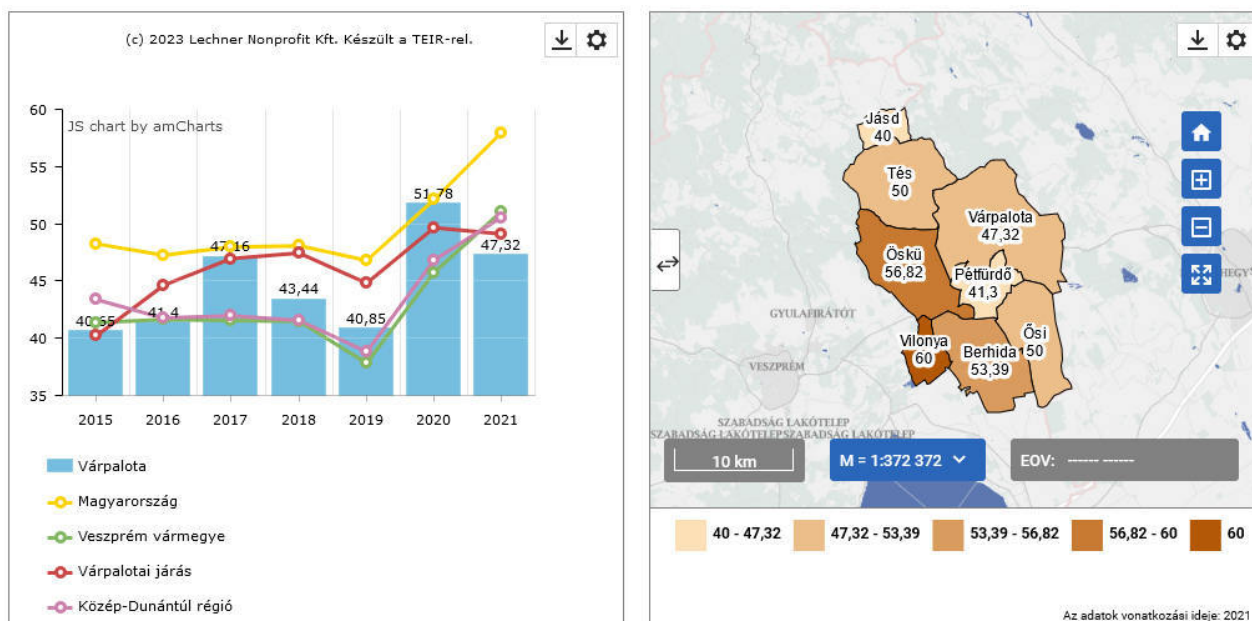 (c) 2023 Lechner Nonprofit Kft. Készült a TEIR-rel.
JS chart by amCharts
60
55
50
45
40
35
40,65
41,4
47,16
43,44
40,85
51,78
47,32
2015 2016 2017 2018 2019 2020 2021
Várpalota
Magyarország
Veszprém vármegye
Várpalotai járás
Közép-Dunántúl régió
Jásd
40
Tés
50
Várpalota
47,32
Öskü
56,82
Pétfürdő
41,3
Vilonya
60
Berhida
53,39
Ősi
50
GYULAFIRÁTÓT
VESZPRÉM
SZABADSÁG LAKÓTELEP
SZABADSÁG LAKÓTELEP SZABADSÁG LAKÓTELEP
10 km
M = 1:372 372
EOV: ------ ------
40 - 47,32 47,32 - 53,39 53,39 - 56,82 56,82 - 60 60
Az adatok vonatkozási ideje: 2021